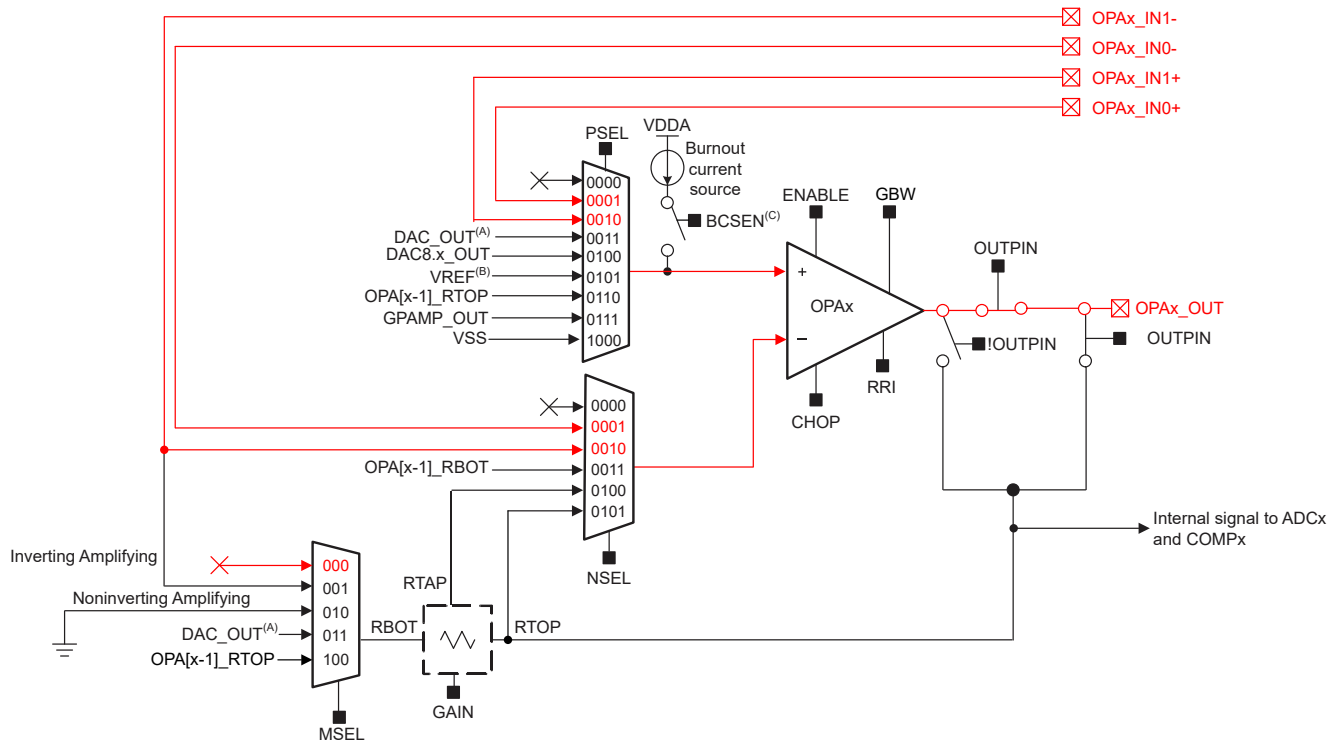 OPAx_IN1-
OPAx_IN0-
OPAx_IN1+
OPAx_IN0+
PSEL
VDDA
Burnout
current
source
BCSEN(C)
0000
0001
0010
DAC_OUT(A)
0011
DAC8.x_OUT
0100
VREF(B)
0101
OPA[x-1]_RTOP
0110
GPAMP_OUT
0111
VSS
1000
ENABLE
GBW
+
OPAx
−
RRI
CHOP
OUTPIN
OPAx_OUT
!OUTPIN
OUTPIN
0000
0001
0010
OPA[x-1]_RBOT
0011
0100
0101
NSEL
Internal signal to ADCx
and COMPx
Inverting Amplifying
000
001
Noninverting Amplifying
010
DAC_OUT(A)
011
OPA[x-1]_RTOP
100
MSEL
RBOT
RTAP
RTOP
GAIN